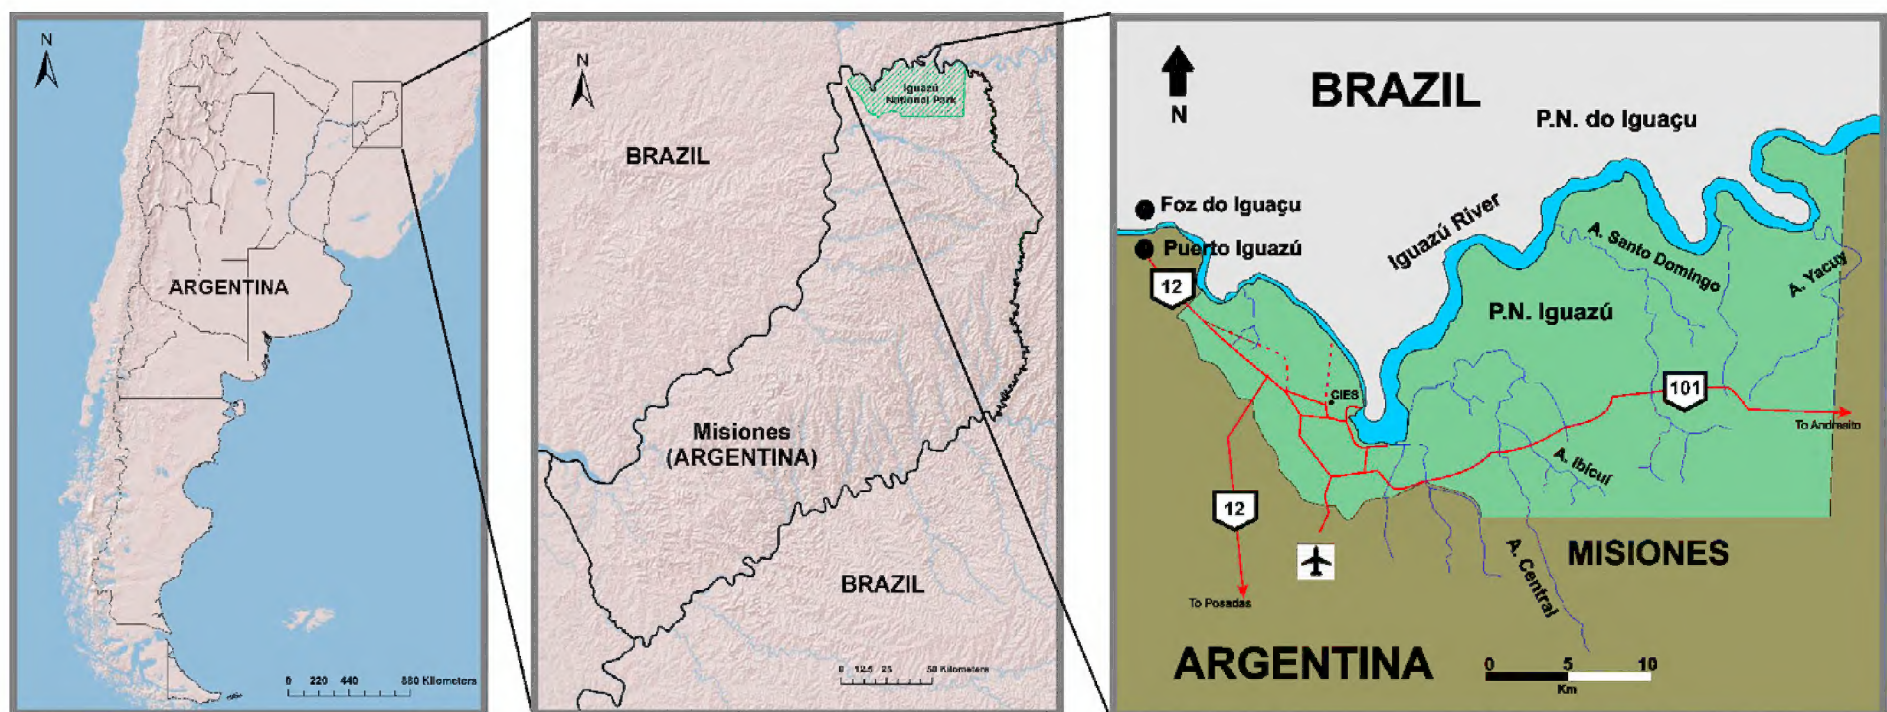 N
ARGENTINA
0 220 440 880 Kilometers
N
Iguazú
National Park
BRAZIL
Misiones
(ARGENTINA)
BRAZIL
0 12.5 25 50 Kilometers
N
BRAZIL
P.N. do Iguaçu
Foz do Iguaçu
Puerto Iguazú
Iguazú River
12
A. Santo Domingo
A. Yacuy
P.N. Iguazú
CIES
101
To Andresito
A. Ibicuí
12
MISIONES
A. Central
To Posadas
ARGENTINA
0 5 10
Km